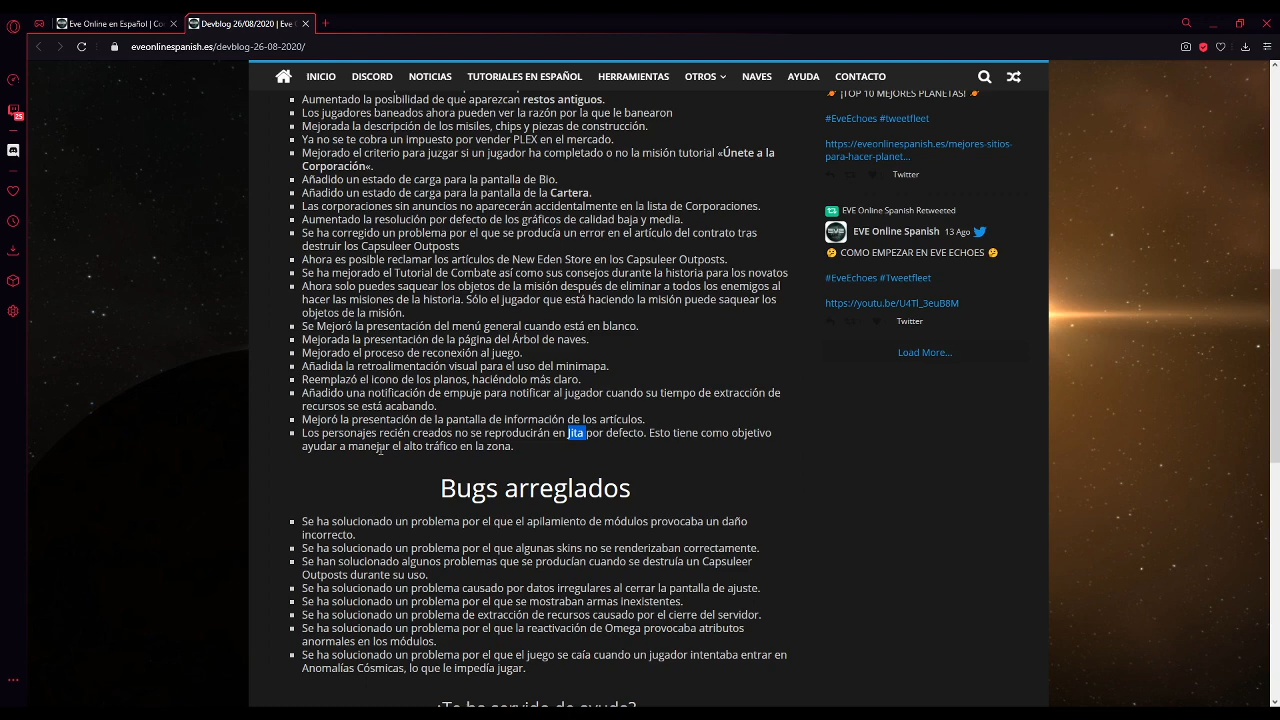 Eve Online en Español | Co
Devblog 26/08/2020 | Eve C
eveonlinespanish.es/devblog-26-08-2020/
25
INICIO DISCORD NOTICIAS TUTORIALES EN ESPAÑOL HERRAMIENTAS OTROS NAVES AYUDA CONTACTO
Aumentado la posibilidad de que aparezcan restos antiguos.
Los jugadores baneados ahora pueden ver la razón por la que le banearon
Mejorada la descripción de los misiles, chips y piezas de construcción.
Ya no se te cobra un impuesto por vender PLEX en el mercado.
Mejorado el criterio para juzgar si un jugador ha completado o no la misión tutorial «Únete a la
Corporación«.
Añadido un estado de carga para la pantalla de Bio.
Añadido un estado de carga para la pantalla de la Cartera.
Las corporaciones sin anuncios no aparecerán accidentalmente en la lista de Corporaciones.
Aumentado la resolución por defecto de los gráficos de calidad baja y media.
Se ha corregido un problema por el que se producía un error en el artículo del contrato tras
destruir los Capsuleer Outposts
Ahora es posible reclamar los artículos de New Eden Store en los Capsuleer Outposts.
Se ha mejorado el Tutorial de Combate así como sus consejos durante la historia para los novatos
Ahora solo puedes saquear los objetos de la misión después de eliminar a todos los enemigos al
hacer las misiones de la historia. Sólo el jugador que está haciendo la misión puede saquear los
objetos de la misión.
Se Mejoró la presentación del menú general cuando está en blanco.
Mejorada la presentación de la página del Árbol de naves.
Mejorado el proceso de reconexión al juego.
Añadida la retroalimentación visual para el uso del minimapa.
Reemplazó el icono de los planos, haciéndolo más claro.
Añadido una notificación de empuje para notificar al jugador cuando su tiempo de extracción de
recursos se está acabando.
Mejoró la presentación de la pantalla de información de los artículos.
Los personajes recién creados no se reproducirán en Jita por defecto. Esto tiene como objetivo
ayudar a manejar el alto tráfico en la zona.
Bugs arreglados
Se ha solucionado un problema por el que el apilamiento de módulos provocaba un daño
incorrecto.
Se ha solucionado un problema por el que algunas skins no se renderizaban correctamente.
Se han solucionado algunos problemas que se producían cuando se destruía un Capsuleer
Outposts durante su uso.
Se ha solucionado un problema causado por datos irregulares al cerrar la pantalla de ajuste.
Se ha solucionado un problema por el que se mostraban armas inexistentes.
Se ha solucionado un problema de extracción de recursos causado por el cierre del servidor.
Se ha solucionado un problema por el que la reactivación de Omega provocaba atributos
anormales en los módulos.
Se ha solucionado un problema por el que el juego se caía cuando un jugador intentaba entrar en
Anomalías Cósmicas, lo que le impedía jugar.
¿Te ha servido de ayuda?
¡TOP 10 MEJORES PLANETAS!
#EveEchoes #tweetfleet
https://eveonlinespanish.es/mejores-sitios-
para-hacer-planet...
Twitter
EVE Online Spanish Retweeted
EVE Online Spanish 13 Ago
COMO EMPEZAR EN EVE ECHOES
#EveEchoes #Tweetfleet
https://youtu.be/U4Tl_3euB8M
Twitter
Load More...